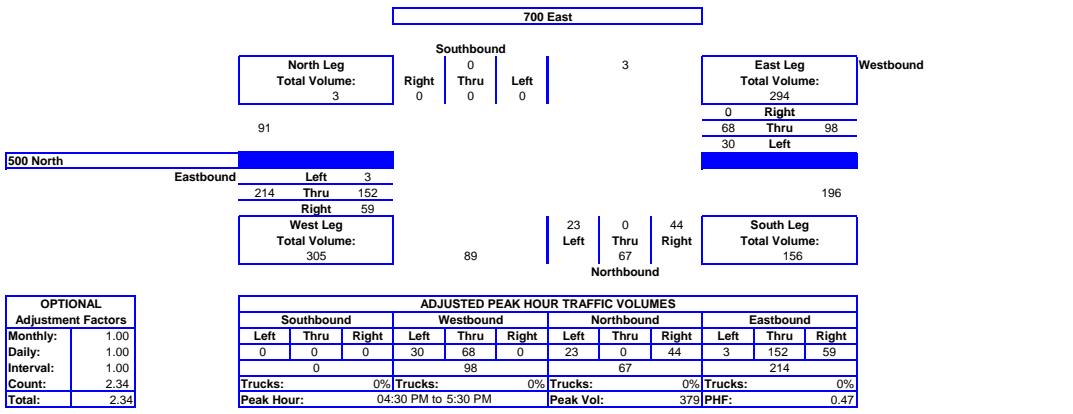 700 East
Southbound
North Leg 0 3 East Leg Westbound
Total Volume: Right Thru Left Total Volume:
3 0 0 0 294
0 Right
91 68 Thru 98
30 Left
500 North
Eastbound Left 3
214 Thru 152 196
Right 59
West Leg 23 0 44 South Leg
Total Volume: Left Thru Right Total Volume:
305 89 67 156
Northbound
OPTIONAL ADJUSTED PEAK HOUR TRAFFIC VOLUMES
Adjustment Factors Southbound Westbound Northbound Eastbound
Monthly: 1.00 Left Thru Right Left Thru Right Left Thru Right Left Thru Right
Daily: 1.00 0 0 0 30 68 0 23 0 44 3 152 59
Interval: 1.00 0 98 67 214
Count: 2.34 Trucks: 0% Trucks: 0% Trucks: 0% Trucks: 0%
Total: 2.34 Peak Hour: 04:30 PM to 5:30 PM Peak Vol: 379 PHF: 0.47